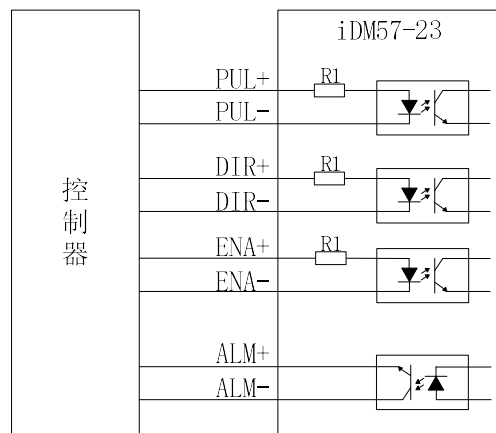 iDM57-23
PUL+
R1
PUL-
DIR+
R1
DIR-
控制器
ENA+
R1
ENA-
ALM+
ALM-